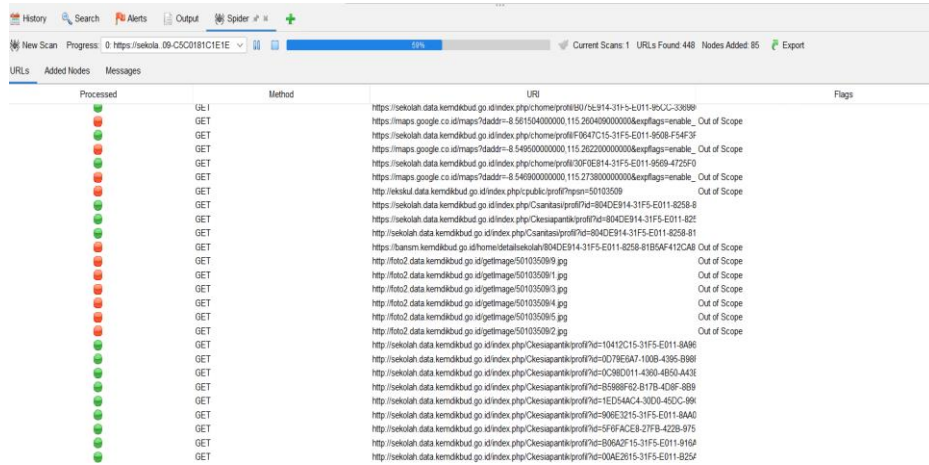 History Search Alerts Output Spider
New Scan Progress: 0: https://sekola..09-C5C0181C1E1E 59% Current Scans: 1 URLs Found: 448 Nodes Added: 85 Export
URLs Added Nodes Messages
Processed Method URI Flags
GET https://sekolah.data.kemdikbud.go.id/index.php/chome/profil/B075E914-31F5-E011-95CC-33698
GET https://maps.google.co.id/maps?daddr=-8.561504000000,115.260409000000&expflags=enable_ Out of Scope
GET https://sekolah.data.kemdikbud.go.id/index.php/chome/profil/F0647C15-31F5-E011-9508-F54F3F
GET https://maps.google.co.id/maps?daddr=-8.549500000000,115.262200000000&expflags=enable_ Out of Scope
GET https://sekolah.data.kemdikbud.go.id/index.php/chome/profil/30F0E814-31F5-E011-9569-4725F0
GET https://maps.google.co.id/maps?daddr=-8.546900000000,115.273800000000&expflags=enable_ Out of Scope
GET http://ekskul.data.kemdikbud.go.id/index.php/cpublic/profil?npsn=50103509 Out of Scope
GET https://sekolah.data.kemdikbud.go.id/index.php/Csanitasi/profil?id=804DE914-31F5-E011-8258-8
GET https://sekolah.data.kemdikbud.go.id/index.php/Ckesiapantik/profil?id=804DE914-31F5-E011-825
GET http://sekolah.data.kemdikbud.go.id/index.php/Csanitasi/profil?id=804DE914-31F5-E011-8258-81
GET https://bansm.kemdikbud.go.id/home/detailsekolah/804DE914-31F5-E011-8258-81B5AF412CA8 Out of Scope
GET http://foto2.data.kemdikbud.go.id/getImage/50103509/9.jpg Out of Scope
GET http://foto2.data.kemdikbud.go.id/getImage/50103509/1.jpg Out of Scope
GET http://foto2.data.kemdikbud.go.id/getImage/50103509/3.jpg Out of Scope
GET http://foto2.data.kemdikbud.go.id/getImage/50103509/4.jpg Out of Scope
GET http://foto2.data.kemdikbud.go.id/getImage/50103509/5.jpg Out of Scope
GET http://foto2.data.kemdikbud.go.id/getImage/50103509/2.jpg Out of Scope
GET http://sekolah.data.kemdikbud.go.id/index.php/Ckesiapantik/profil?id=10412C15-31F5-E011-8A96
GET http://sekolah.data.kemdikbud.go.id/index.php/Ckesiapantik/profil?id=0D79E6A7-100B-4395-B98
GET http://sekolah.data.kemdikbud.go.id/index.php/Ckesiapantik/profil?id=0C98D011-4360-4B50-A43
GET http://sekolah.data.kemdikbud.go.id/index.php/Ckesiapantik/profil?id=B5988F62-B17B-4D8F-8B9
GET http://sekolah.data.kemdikbud.go.id/index.php/Ckesiapantik/profil?id=1ED54AC4-30D0-45DC-99
GET http://sekolah.data.kemdikbud.go.id/index.php/Ckesiapantik/profil?id=906E3215-31F5-E011-8AA0
GET http://sekolah.data.kemdikbud.go.id/index.php/Ckesiapantik/profil?id=5F6FACE8-27FB-422B-975
GET http://sekolah.data.kemdikbud.go.id/index.php/Ckesiapantik/profil?id=B06A2F15-31F5-E011-916
GET http://sekolah.data.kemdikbud.go.id/index.php/Ckesiapantik/profil?id=00AE2615-31F5-E011-B25